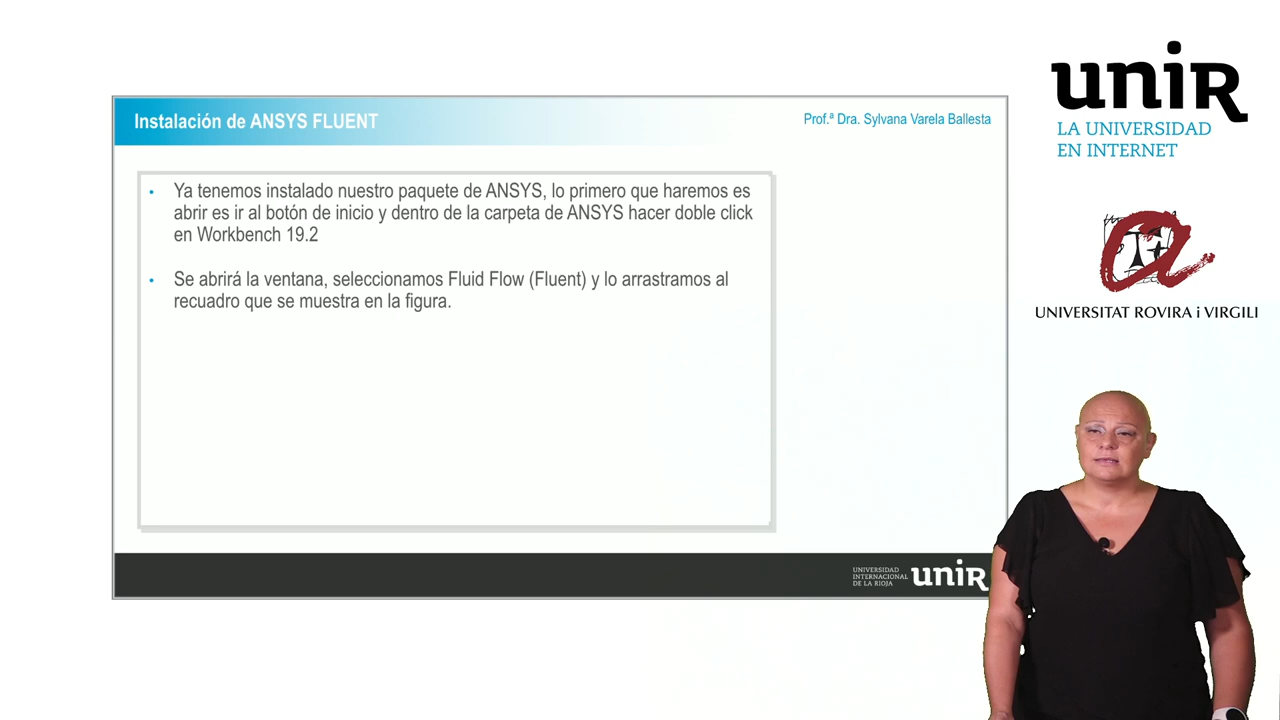 Instalación de ANSYS FLUENT
Prof.ª Dra. Sylvana Varela Ballesta
• Ya tenemos instalado nuestro paquete de ANSYS, lo primero que haremos es
abrir es ir al botón de inicio y dentro de la carpeta de ANSYS hacer doble click
en Workbench 19.2
• Se abrirá la ventana, seleccionamos Fluid Flow (Fluent) y lo arrastramos al
recuadro que se muestra en la figura.
UNIVERSIDAD
INTERNACIONAL
DE LA RIOJA
uniR
uniR
LA UNIVERSIDAD
EN INTERNET
UNIVERSITAT ROVIRA i VIRGILI